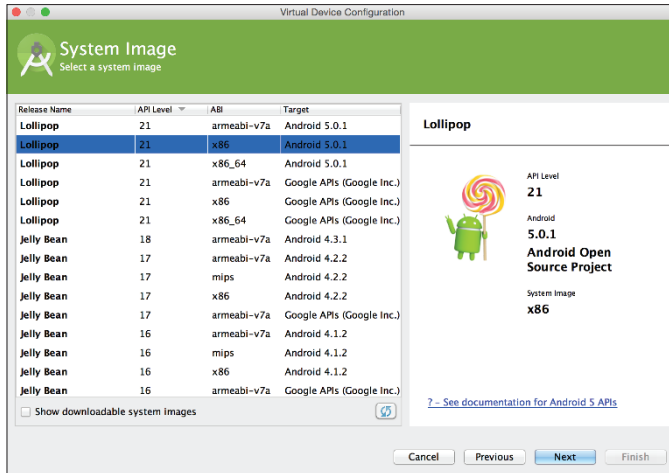 Virtual Device Configuration
System Image
Select a system image
Release Name API Level ABI Target
Lollipop 21 armeabi-v7a Android 5.0.1
Lollipop 21 x86 Android 5.0.1
Lollipop 21 x86_64 Android 5.0.1
Lollipop 21 armeabi-v7a Google APIs (Google Inc.)
Lollipop 21 x86 Google APIs (Google Inc.)
Lollipop 21 x86_64 Google APIs (Google Inc.)
Jelly Bean 18 armeabi-v7a Android 4.3.1
Jelly Bean 17 armeabi-v7a Android 4.2.2
Jelly Bean 17 mips Android 4.2.2
Jelly Bean 17 x86 Android 4.2.2
Jelly Bean 17 armeabi-v7a Google APIs (Google Inc.)
Jelly Bean 16 armeabi-v7a Android 4.1.2
Jelly Bean 16 mips Android 4.1.2
Jelly Bean 16 x86 Android 4.1.2
Jelly Bean 16 armeabi-v7a Google APIs (Google Inc.)
Show downloadable system images
Lollipop
API Level
21
Android
5.0.1
Android Open
Source Project
System Image
x86
? - See documentation for Android 5 APIs
Cancel Previous Next Finish